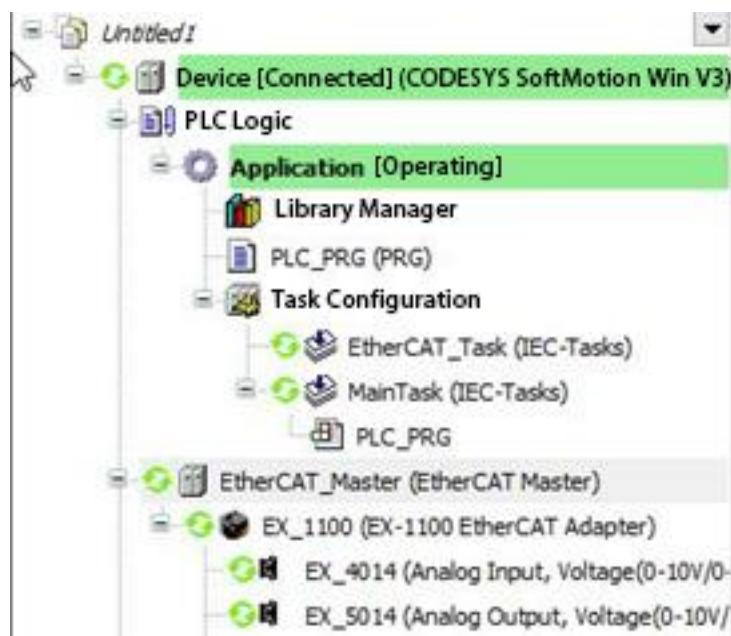 Untitled1
Device [Connected] (CODESYS SoftMotion Win V3)
PLC Logic
Application [Operating]
Library Manager
PLC_PRG (PRG)
Task Configuration
EtherCAT_Task (IEC-Tasks)
MainTask (IEC-Tasks)
PLC_PRG
EtherCAT_Master (EtherCAT Master)
EX_1100 (EX-1100 EtherCAT Adapter)
EX_4014 (Analog Input, Voltage(0-10V/0-
EX_5014 (Analog Output, Voltage(0-10V/